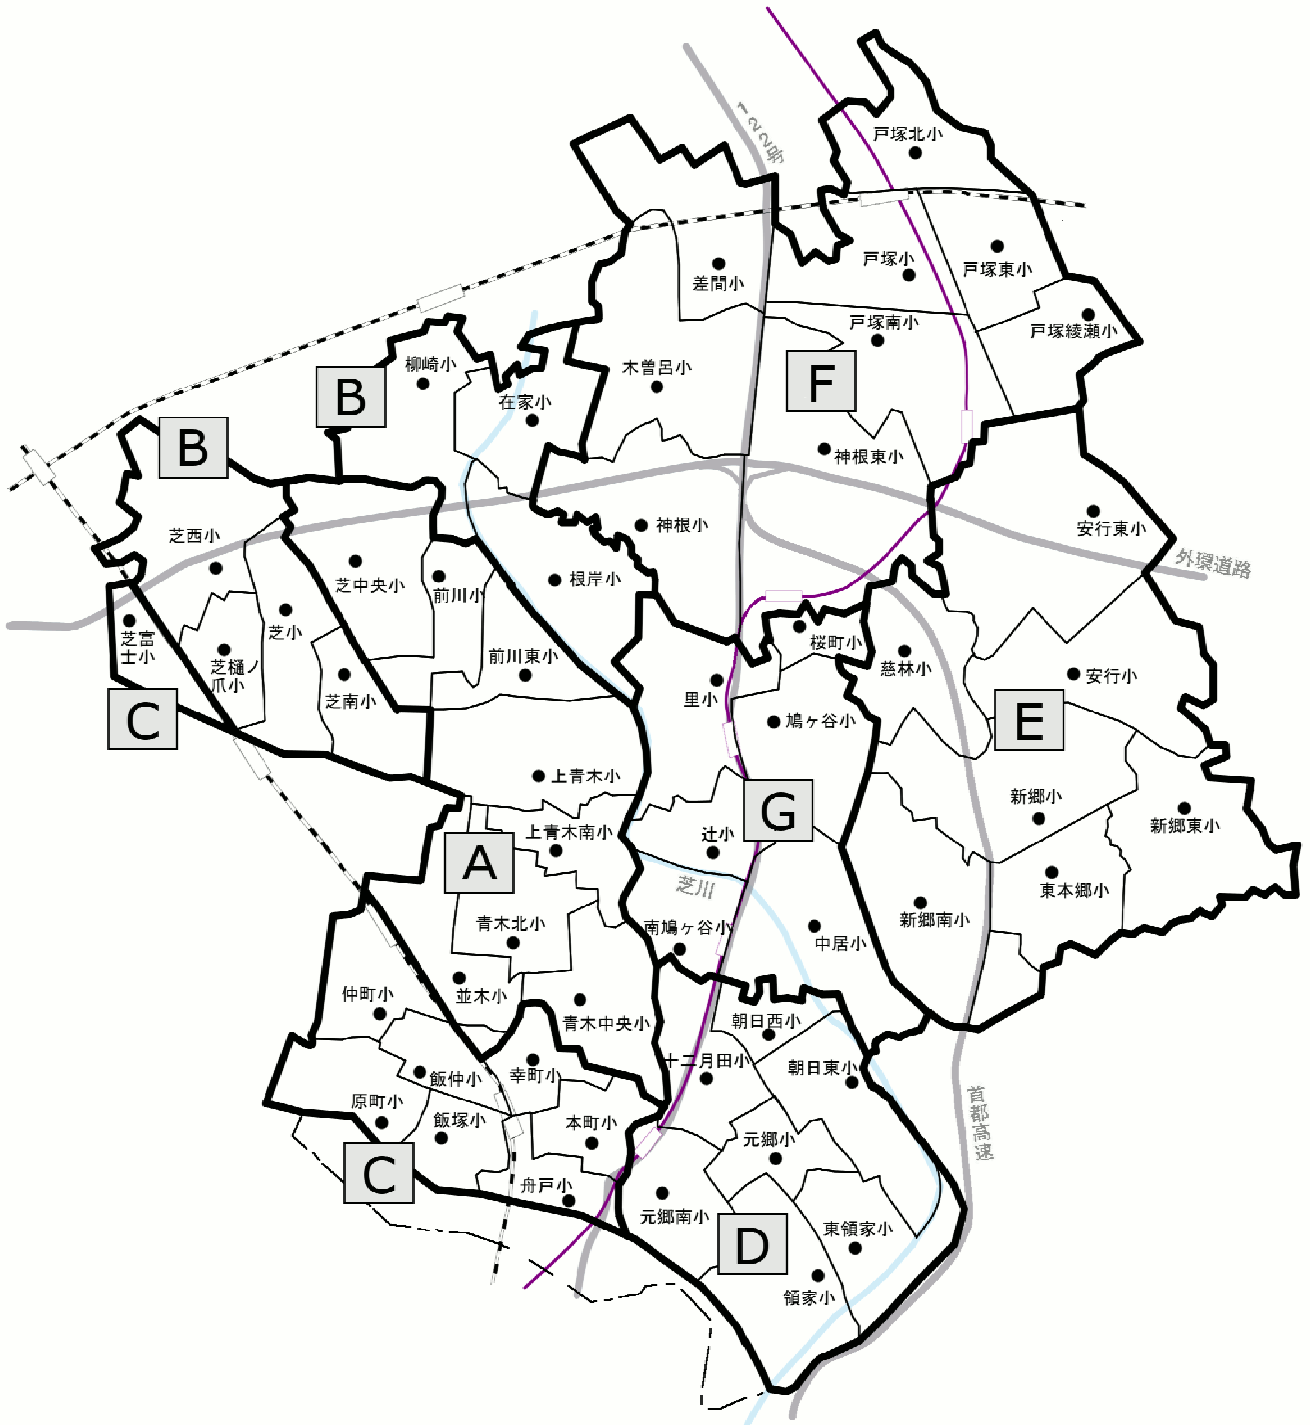 122号
戸塚北小
戸塚小
戸塚東小
差間小
戸塚綾瀬小
戸塚南小
柳崎小
木曽呂小
F
B
在家小
B
神根東小
神根小
安行東小
芝西小
外環道路
芝中央小
前川小
根岸小
芝富
士小
芝小
桜町小
慈林小
芝樋ノ
爪小
前川東小
安行小
芝南小
里小
C
鳩ヶ谷小
E
上青木小
新郷小
G
上青木南小
辻小
新郷東小
A
芝川
東本郷小
青木北小
南鳩ヶ谷小
中居小
新郷南小
仲町小
並木小
青木中央小
朝日西小
十二月田小
朝日東小
飯仲小
幸町小
原町小
飯塚小
本町小
元郷小
首都高速
C
舟戸小
元郷南小
D
東領家小
領家小